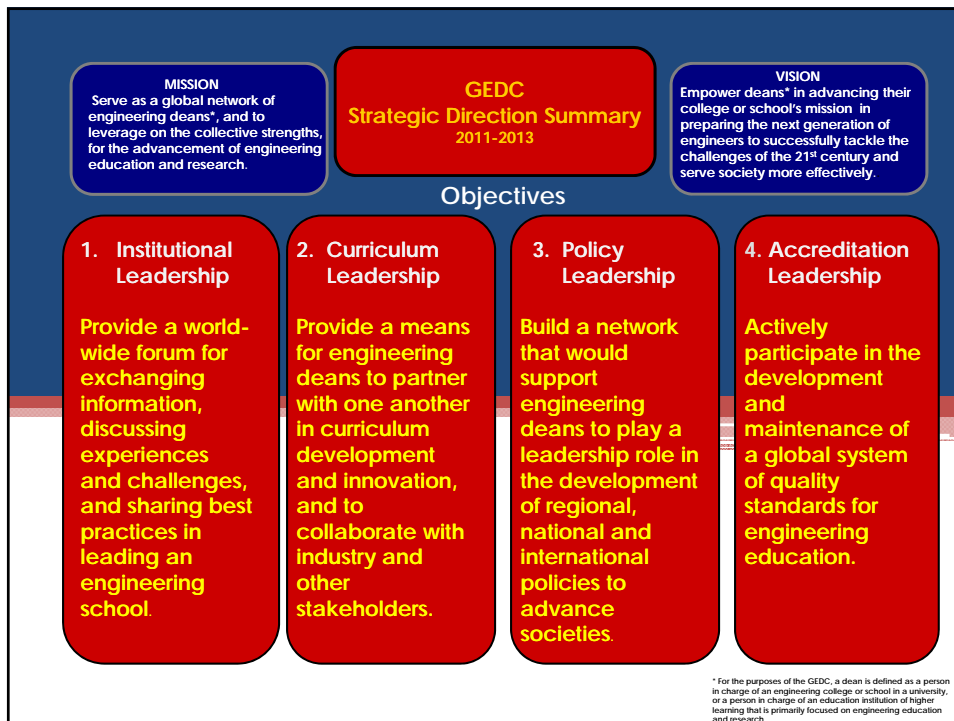 MISSION
Serve as a global network of
engineering deans*, and to
leverage on the collective strengths,
for the advancement of engineering
education and research.
GEDC
Strategic Direction Summary
2011-2013
VISION
Empower deans* in advancing their
college or school's mission in
preparing the next generation of
engineers to successfully tackle the
challenges of the 21st century and
serve society more effectively.
Objectives
1. Institutional
Leadership
Provide a world-
wide forum for
exchanging
information,
discussing
experiences
and challenges,
and sharing best
practices in
leading an
engineering
school.
2. Curriculum
Leadership
Provide a means
for engineering
deans to partner
with one another
in curriculum
development
and innovation,
and to
collaborate with
industry and
other
stakeholders.
3. Policy
Leadership
Build a network
that would
support
engineering
deans to play a
leadership role in
the development
of regional,
national and
international
policies to
advance
societies.
4. Accreditation
Leadership
Actively
participate in the
development
and
maintenance of
a global system
of quality
standards for
engineering
education.
* For the purposes of the GEDC, a dean is defined as a person
in charge of an engineering college or school in a university,
or a person in charge of an education institution of higher
learning that is primarily focused on engineering education
and research